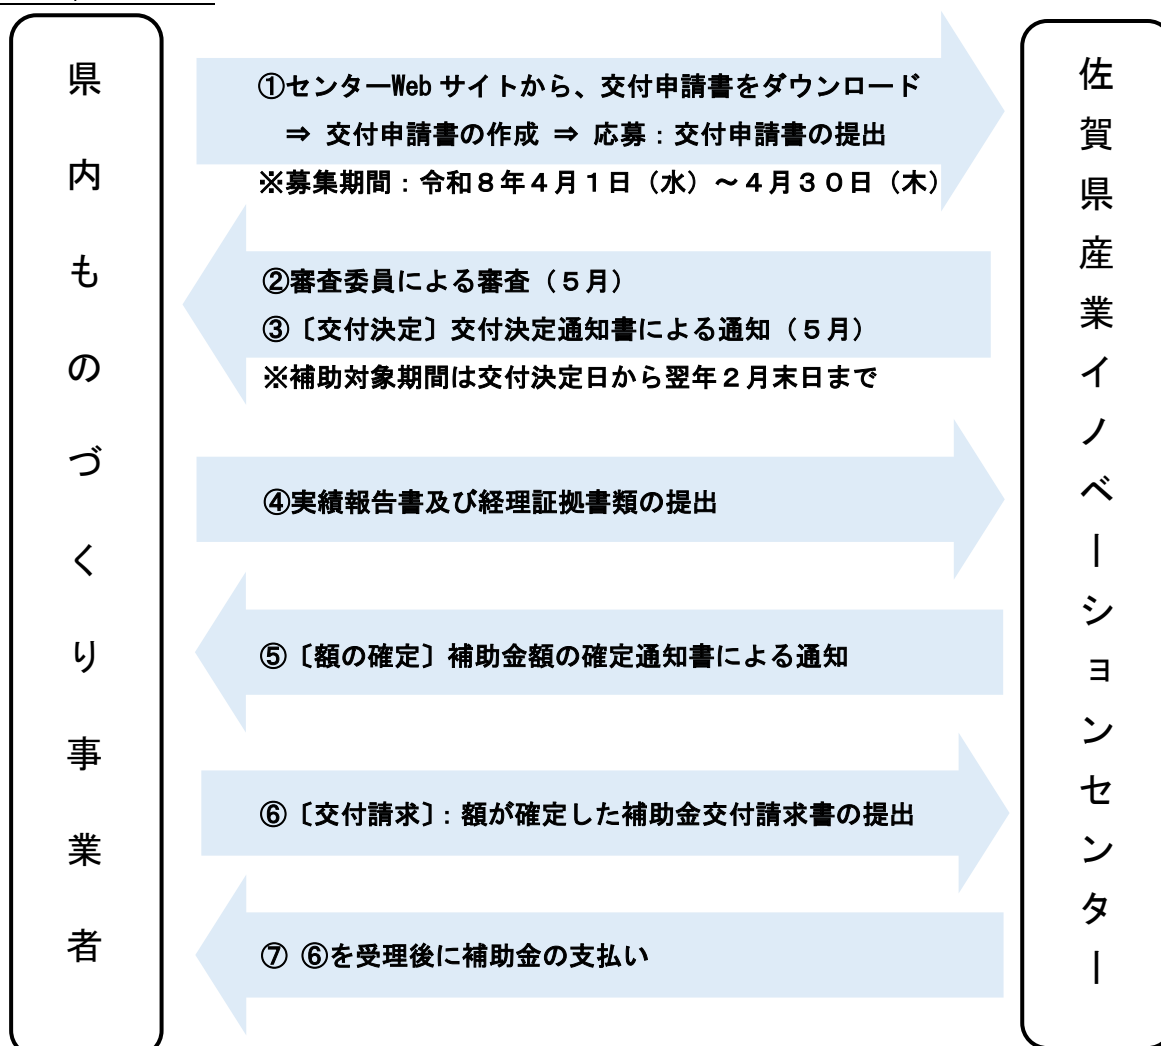 県内ものづくり事業者
①センターWebサイトから、交付申請書をダウンロード
⇒ 交付申請書の作成 ⇒ 応募：交付申請書の提出
※募集期間：令和８年４月１日（水）～４月３０日（木）
②審査委員による審査（５月）
③〔交付決定〕交付決定通知書による通知（５月）
※補助対象期間は交付決定日から翌年２月末日まで
④実績報告書及び経理証拠書類の提出
⑤〔額の確定〕補助金額の確定通知書による通知
⑥〔交付請求〕：額が確定した補助金交付請求書の提出
⑦ ⑥を受理後に補助金の支払い
佐賀県産業イノベーションセンター